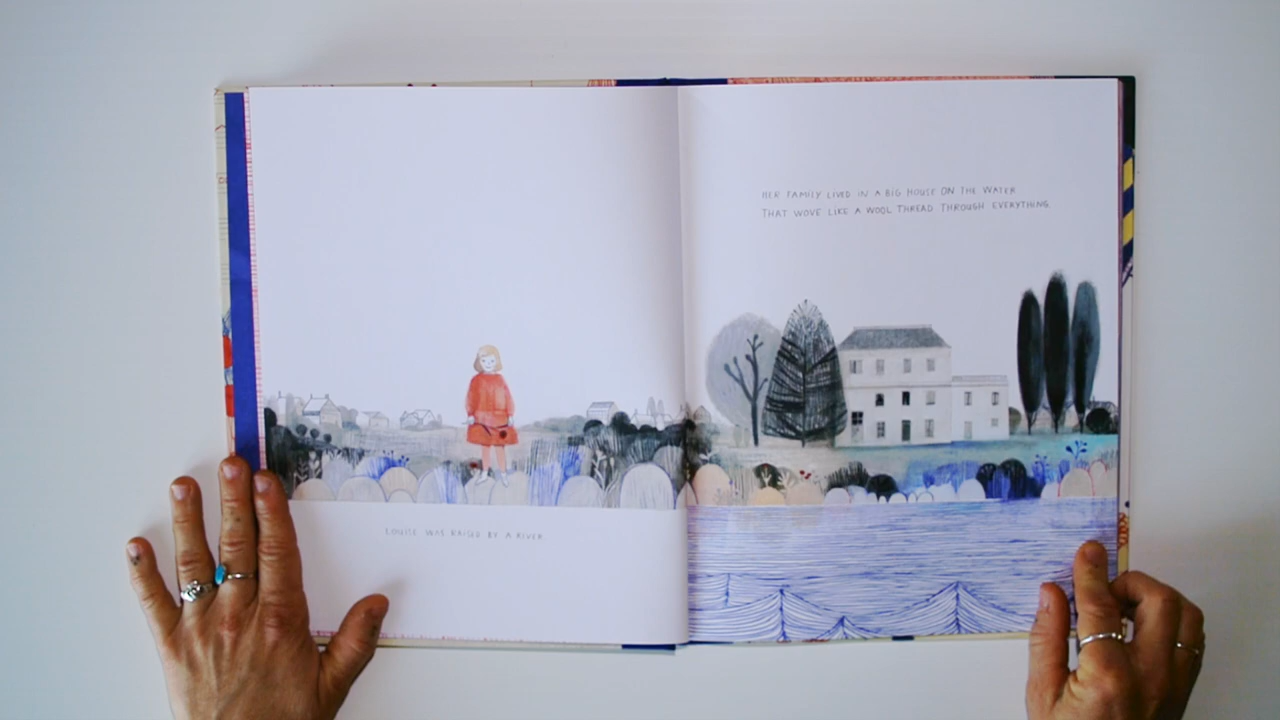 LOUISE WAS RAISED BY A RIVER.
HER FAMILY LIVED IN A BIG HOUSE ON THE WATER
THAT WOVE LIKE A WOOL THREAD THROUGH EVERYTHING.